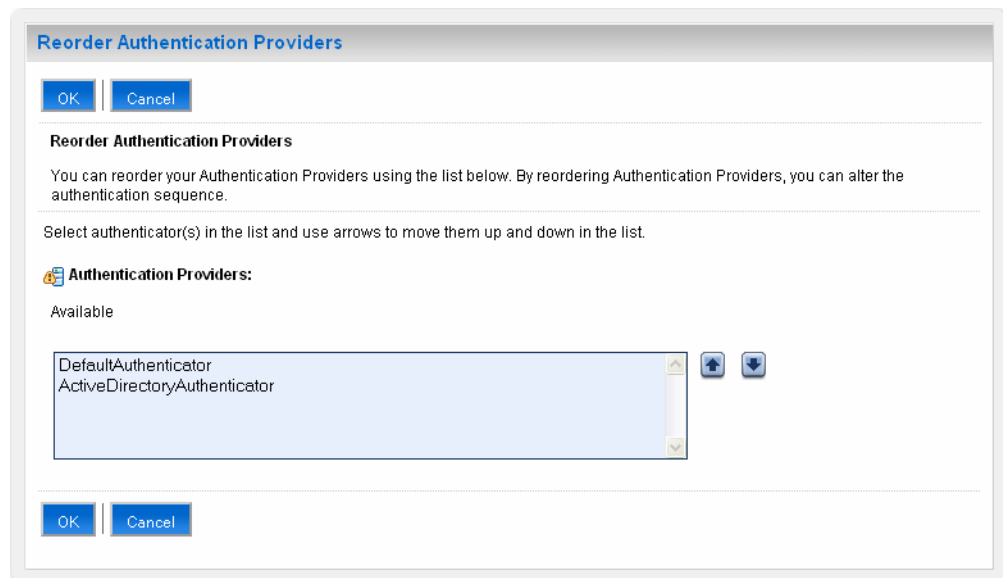 Reorder Authentication Providers
OK
Cancel
Reorder Authentication Providers
You can reorder your Authentication Providers using the list below. By reordering Authentication Providers, you can alter the
authentication sequence.
Select authenticator(s) in the list and use arrows to move them up and down in the list.
Authentication Providers:
Available
DefaultAuthenticator
ActiveDirectoryAuthenticator
OK
Cancel